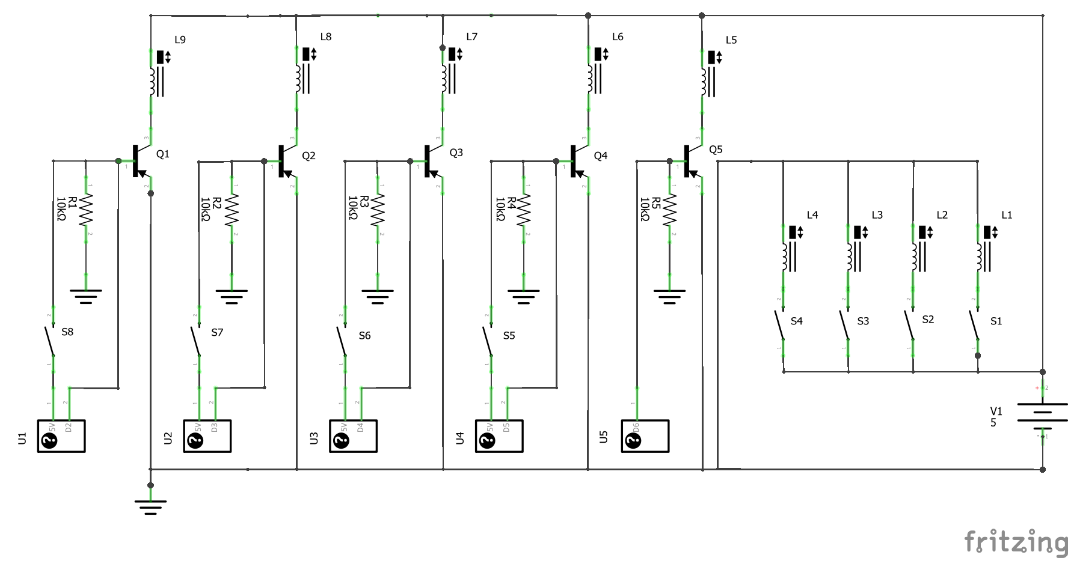 L9
L8
L7
L6
L5
Q1
Q2
Q3
Q4
Q5
R1
10kΩ
R2
10kΩ
R3
10kΩ
R4
10kΩ
R5
10kΩ
L4
L3
L2
L1
S8
S7
S6
S5
S4
S3
S2
S1
V1
5
U1
5V
D2
U2
5V
D3
U3
5V
D4
U4
5V
D5
U5
D6
fritzing